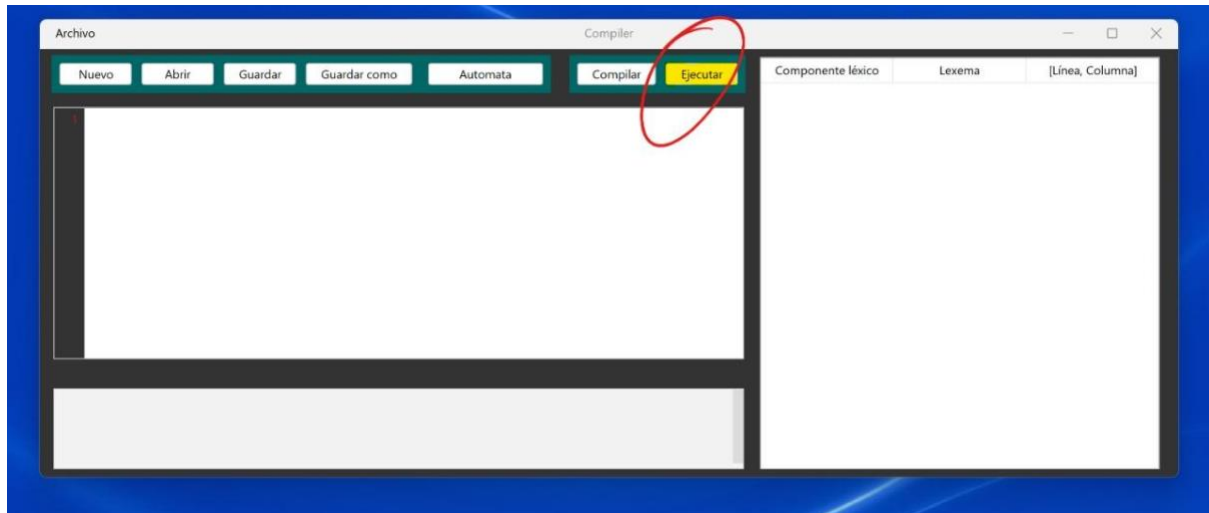 Archivo Compiler
Nuevo Abrir Guardar Guardar como Automata Compilar Ejecutar
Componente léxico Lexema [Línea, Columna]
1